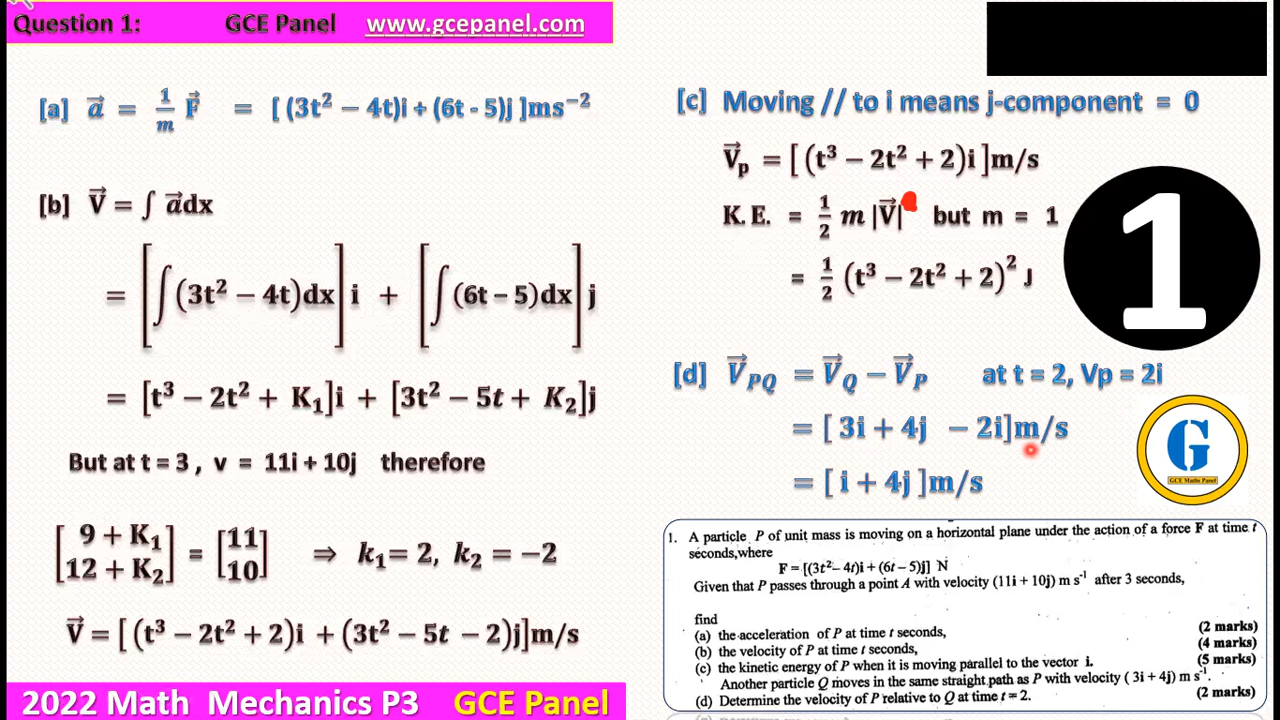 Question 1: GCE Panel www.gcepanel.com
[a] a⃗ = 1/m F⃗ = [ (3t² − 4t)i + (6t - 5)j ]ms⁻²
[b] V⃗ = ∫ a⃗dx
= [∫(3t² − 4t)dx] i + [∫(6t − 5)dx] j
= [t³ − 2t² + K₁]i + [3t² − 5t + K₂]j
But at t = 3 , v = 11i + 10j therefore
[9 + K₁
12 + K₂] = [11
10] ⇒ k₁ = 2, k₂ = −2
V⃗ = [ (t³ − 2t² + 2)i + (3t² − 5t − 2)j]m/s
2022 Math Mechanics P3 GCE Panel
[c] Moving // to i means j-component = 0
V⃗p = [ (t³ − 2t² + 2)i ]m/s
K. E. = 1/2 m |V⃗| but m = 1
= 1/2 (t³ − 2t² + 2)² J
1
[d] V⃗PQ = V⃗Q − V⃗P at t = 2, Vp = 2i
= [ 3i + 4j − 2i]m/s
= [ i + 4j ]m/s
G
GCE Maths Panel
1. A particle P of unit mass is moving on a horizontal plane under the action of a force F at time t
seconds,where
F = [(3t² − 4t)i + (6t − 5)j] N
Given that P passes through a point A with velocity (11i + 10j) m s⁻¹ after 3 seconds,
find
(a) the acceleration of P at time t seconds, (2 marks)
(b) the velocity of P at time t seconds, (4 marks)
(c) the kinetic energy of P when it is moving parallel to the vector i. (5 marks)
Another particle Q moves in the same straight path as P with velocity ( 3i + 4j) m s⁻¹.
(d) Determine the velocity of P relative to Q at time t = 2. (2 marks)